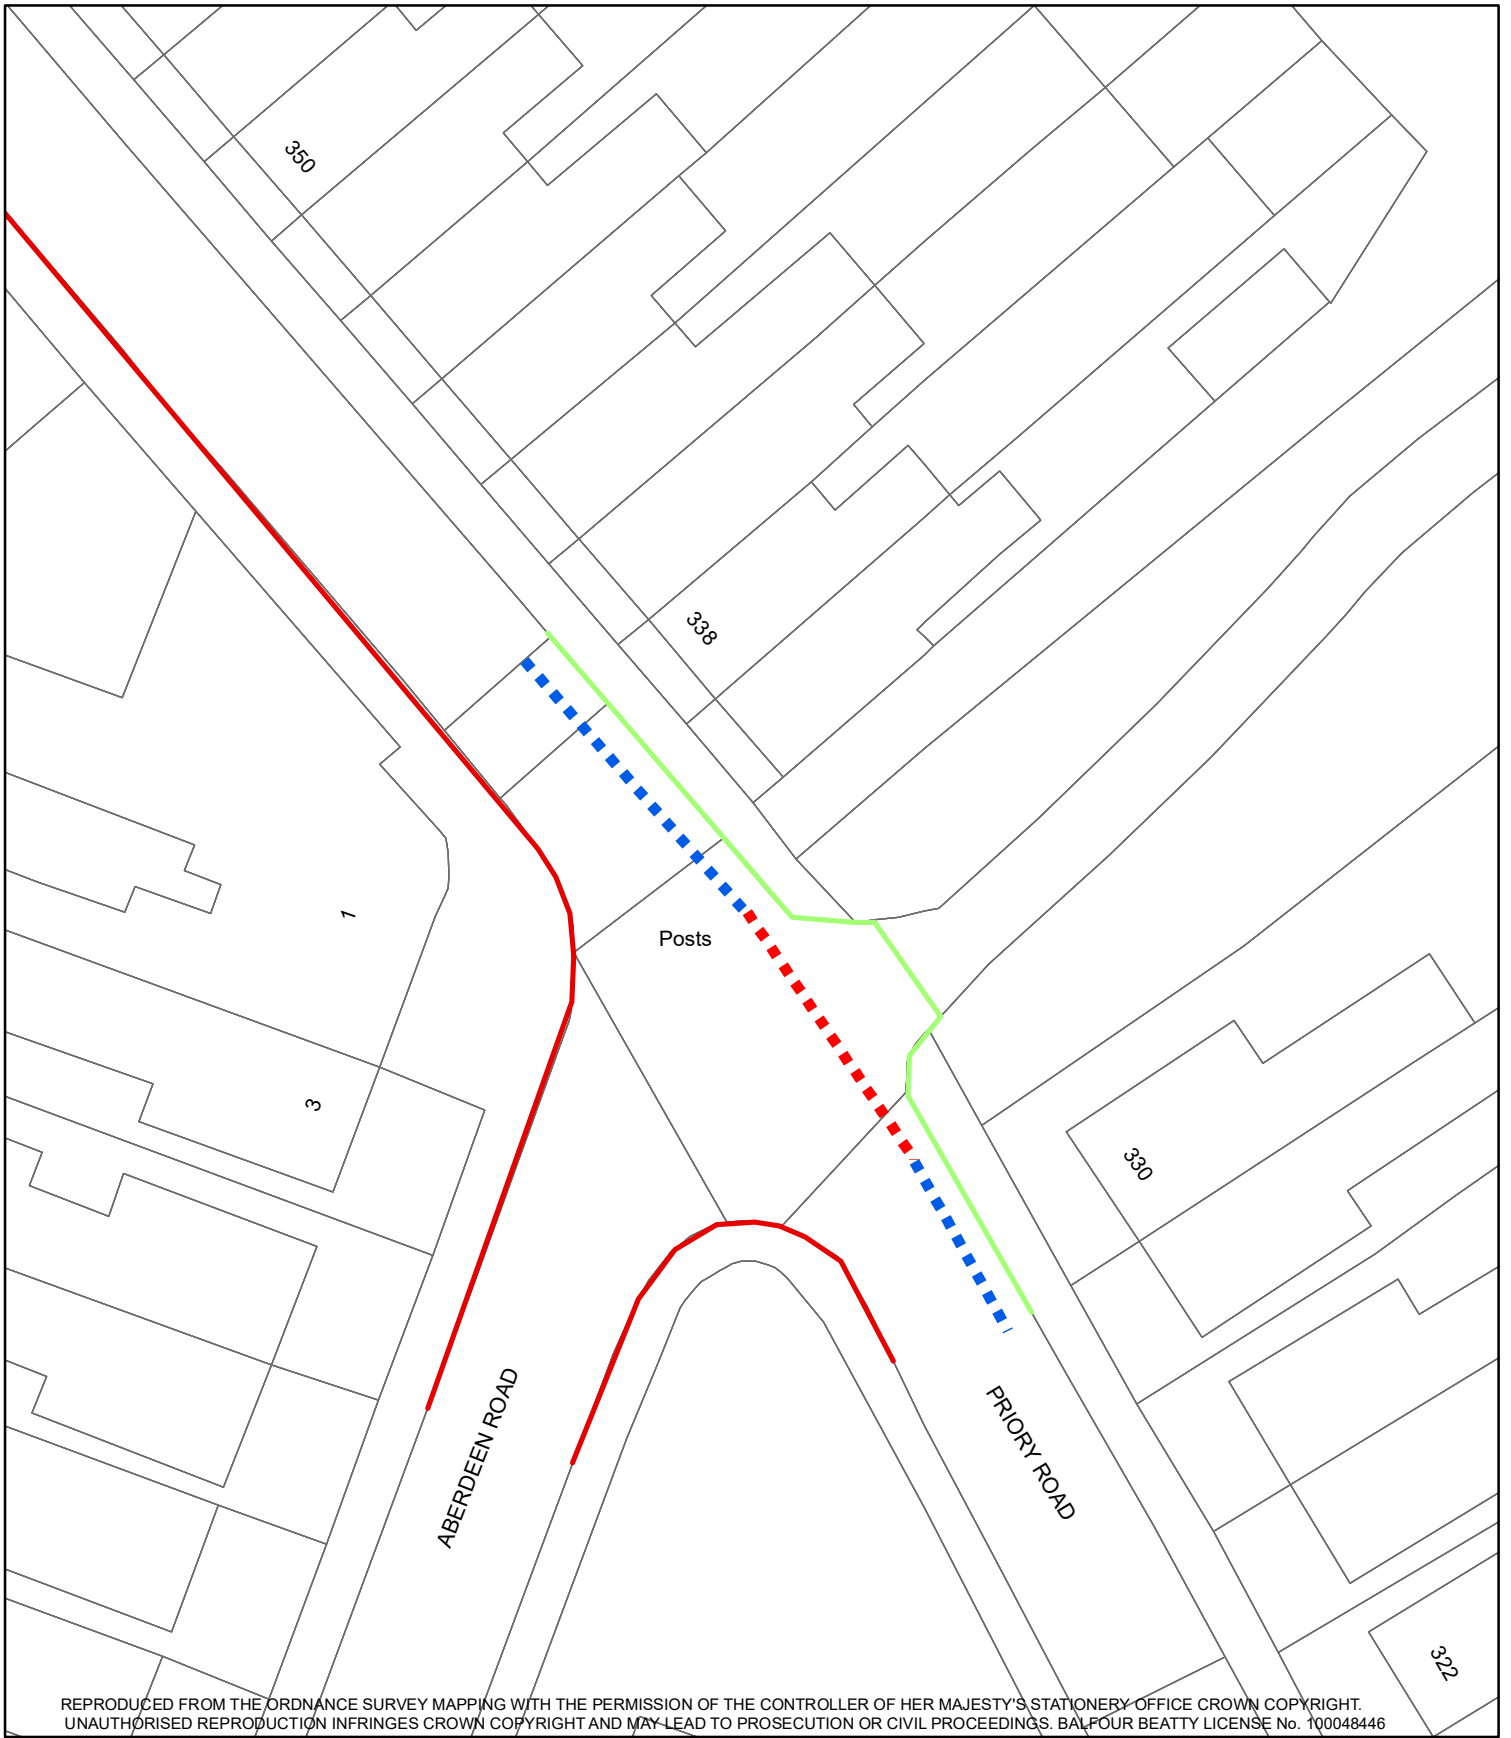 350
338
Posts
1
3
330
ABERDEEN ROAD
PRIORY ROAD
322
REPRODUCED FROM THE ORDNANCE SURVEY MAPPING WITH THE PERMISSION OF THE CONTROLLER OF HER MAJESTY'S STATIONERY OFFICE CROWN COPYRIGHT.
UNAUTHORISED REPRODUCTION INFRINGES CROWN COPYRIGHT AND MAY LEAD TO PROSECUTION OR CIVIL PROCEEDINGS. BALFOUR BEATTY LICENSE No. 100048446